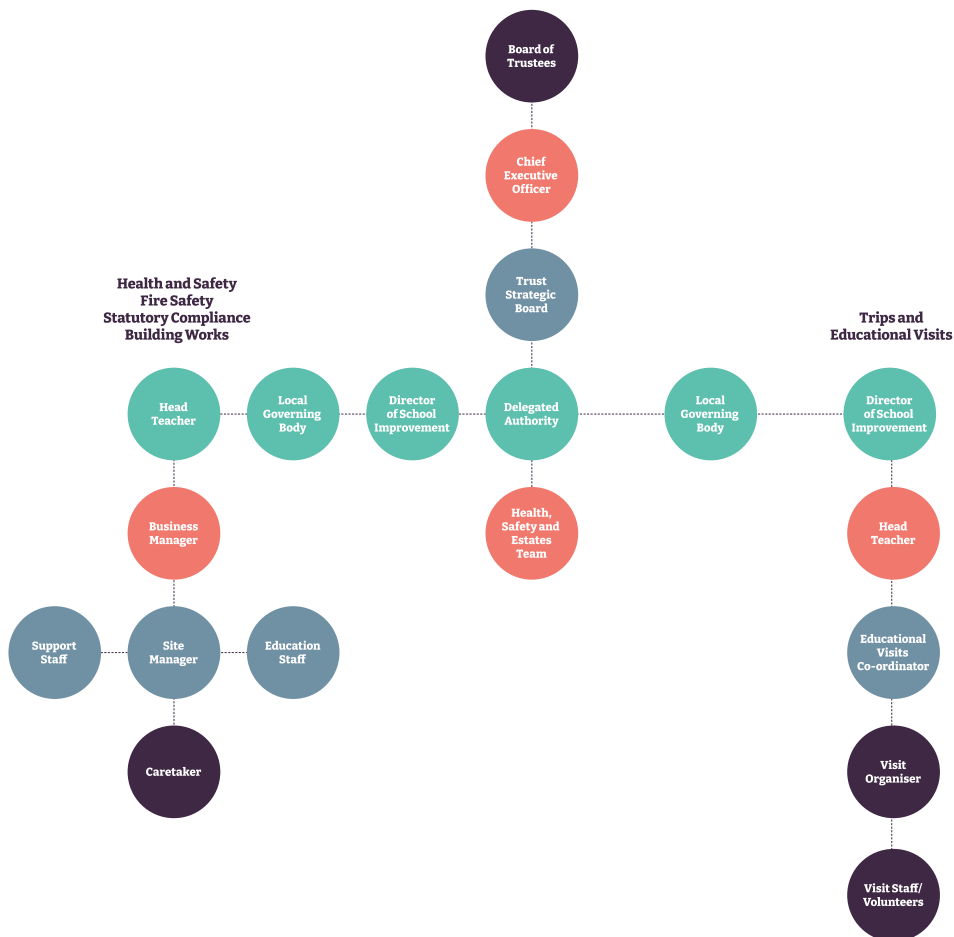 Board of
Trustees
Chief
Executive
Officer
Trust
Strategic
Board
Health and Safety
Fire Safety
Statutory Compliance
Building Works
Trips and
Educational Visits
Head
Teacher
Local
Governing
Body
Director
of School
Improvement
Delegated
Authority
Local
Governing
Body
Director
of School
Improvement
Business
Manager
Health,
Safety and
Estates
Team
Head
Teacher
Support
Staff
Site
Manager
Education
Staff
Educational
Visits
Co-ordinator
Caretaker
Visit
Organiser
Visit Staff/
Volunteers